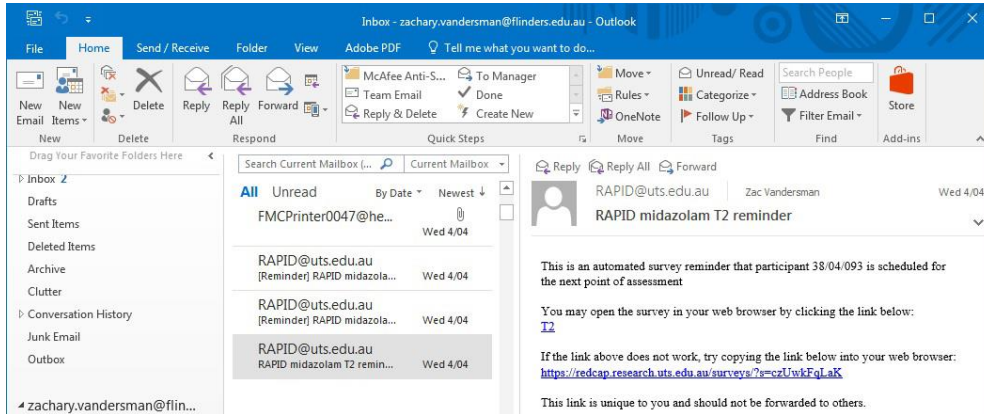 Inbox - zachary.vandersman@flinders.edu.au - Outlook
File Home Send / Receive Folder View Adobe PDF Tell me what you want to do...
New Email
New Items
Delete
Reply
Reply All
Forward
McAfee Anti-S...
To Manager
Team Email
Done
Reply & Delete
Create New
Move
Rules
OneNote
Unread/ Read
Categorize
Follow Up
Search People
Address Book
Filter Email
Store
New Delete Respond Quick Steps Move Tags Find Add-ins
Drag Your Favorite Folders Here
Inbox 2
Drafts
Sent Items
Deleted Items
Archive
Clutter
Conversation History
Junk Email
Outbox
zachary.vandersman@flin...
Search Current Mailbox (... Current Mailbox
All Unread By Date Newest ↓
FMCPrinter0047@he...
Wed 4/04
RAPID@uts.edu.au
[Reminder] RAPID midazola... Wed 4/04
RAPID@uts.edu.au
[Reminder] RAPID midazola... Wed 4/04
RAPID@uts.edu.au
RAPID midazolam T2 remin... Wed 4/04
Reply Reply All Forward
RAPID@uts.edu.au Zac Vandersman Wed 4/04
RAPID midazolam T2 reminder
This is an automated survey reminder that participant 38/04/093 is scheduled for
the next point of assessment
You may open the survey in your web browser by clicking the link below:
T2
If the link above does not work, try copying the link below into your web browser:
https://redcap.research.uts.edu.au/surveys/?s=czUwkFqLaK
This link is unique to you and should not be forwarded to others.